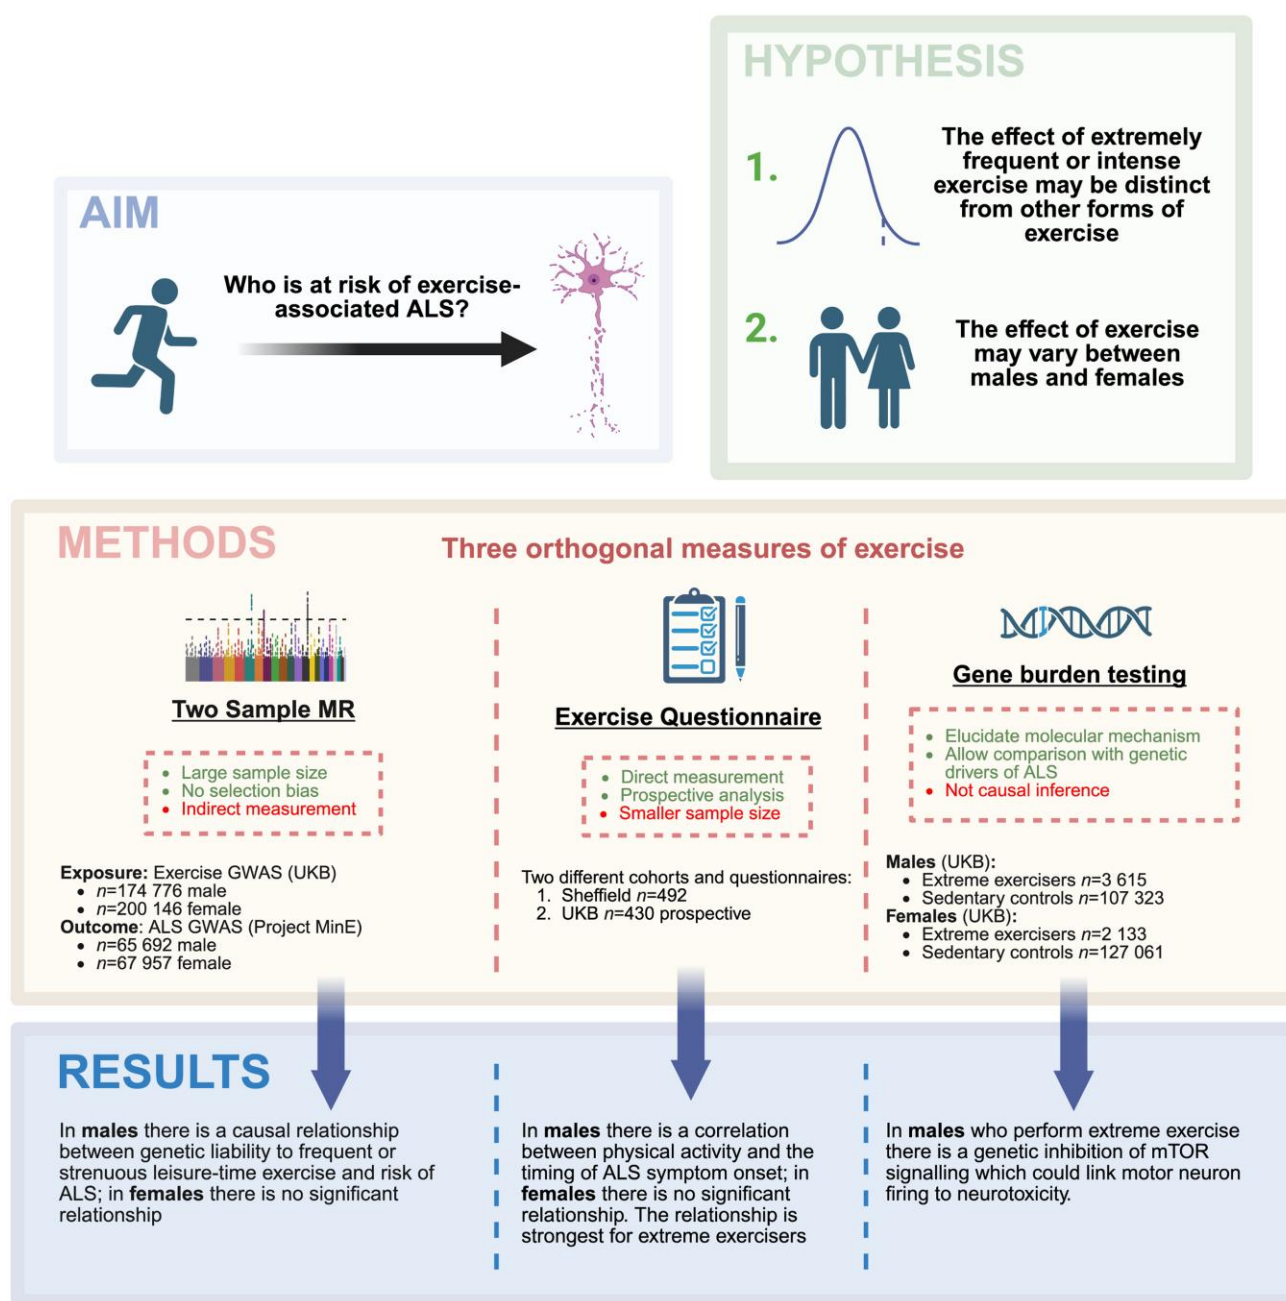 AIM
Who is at risk of exercise-
associated ALS?
HYPOTHESIS
1.
The effect of extremely
frequent or intense
exercise may be distinct
from other forms of
exercise
2.
The effect of exercise
may vary between
males and females
METHODS
Three orthogonal measures of exercise
Two Sample MR
• Large sample size
• No selection bias
• Indirect measurement
Exposure: Exercise GWAS (UKB)
• n=174 776 male
• n=200 146 female
Outcome: ALS GWAS (Project MinE)
• n=65 692 male
• n=67 957 female
Exercise Questionnaire
• Direct measurement
• Prospective analysis
• Smaller sample size
Two different cohorts and questionnaires:
1. Sheffield n=492
2. UKB n=430 prospective
Gene burden testing
• Elucidate molecular mechanism
• Allow comparison with genetic
drivers of ALS
• Not causal inference
Males (UKB):
• Extreme exercisers n=3 615
• Sedentary controls n=107 323
Females (UKB):
• Extreme exercisers n=2 133
• Sedentary controls n=127 061
RESULTS
In males there is a causal relationship
between genetic liability to frequent or
strenuous leisure-time exercise and risk of
ALS; in females there is no significant
relationship
In males there is a correlation
between physical activity and the
timing of ALS symptom onset; in
females there is no significant
relationship. The relationship is
strongest for extreme exercisers
In males who perform extreme exercise
there is a genetic inhibition of mTOR
signalling which could link motor neuron
firing to neurotoxicity.